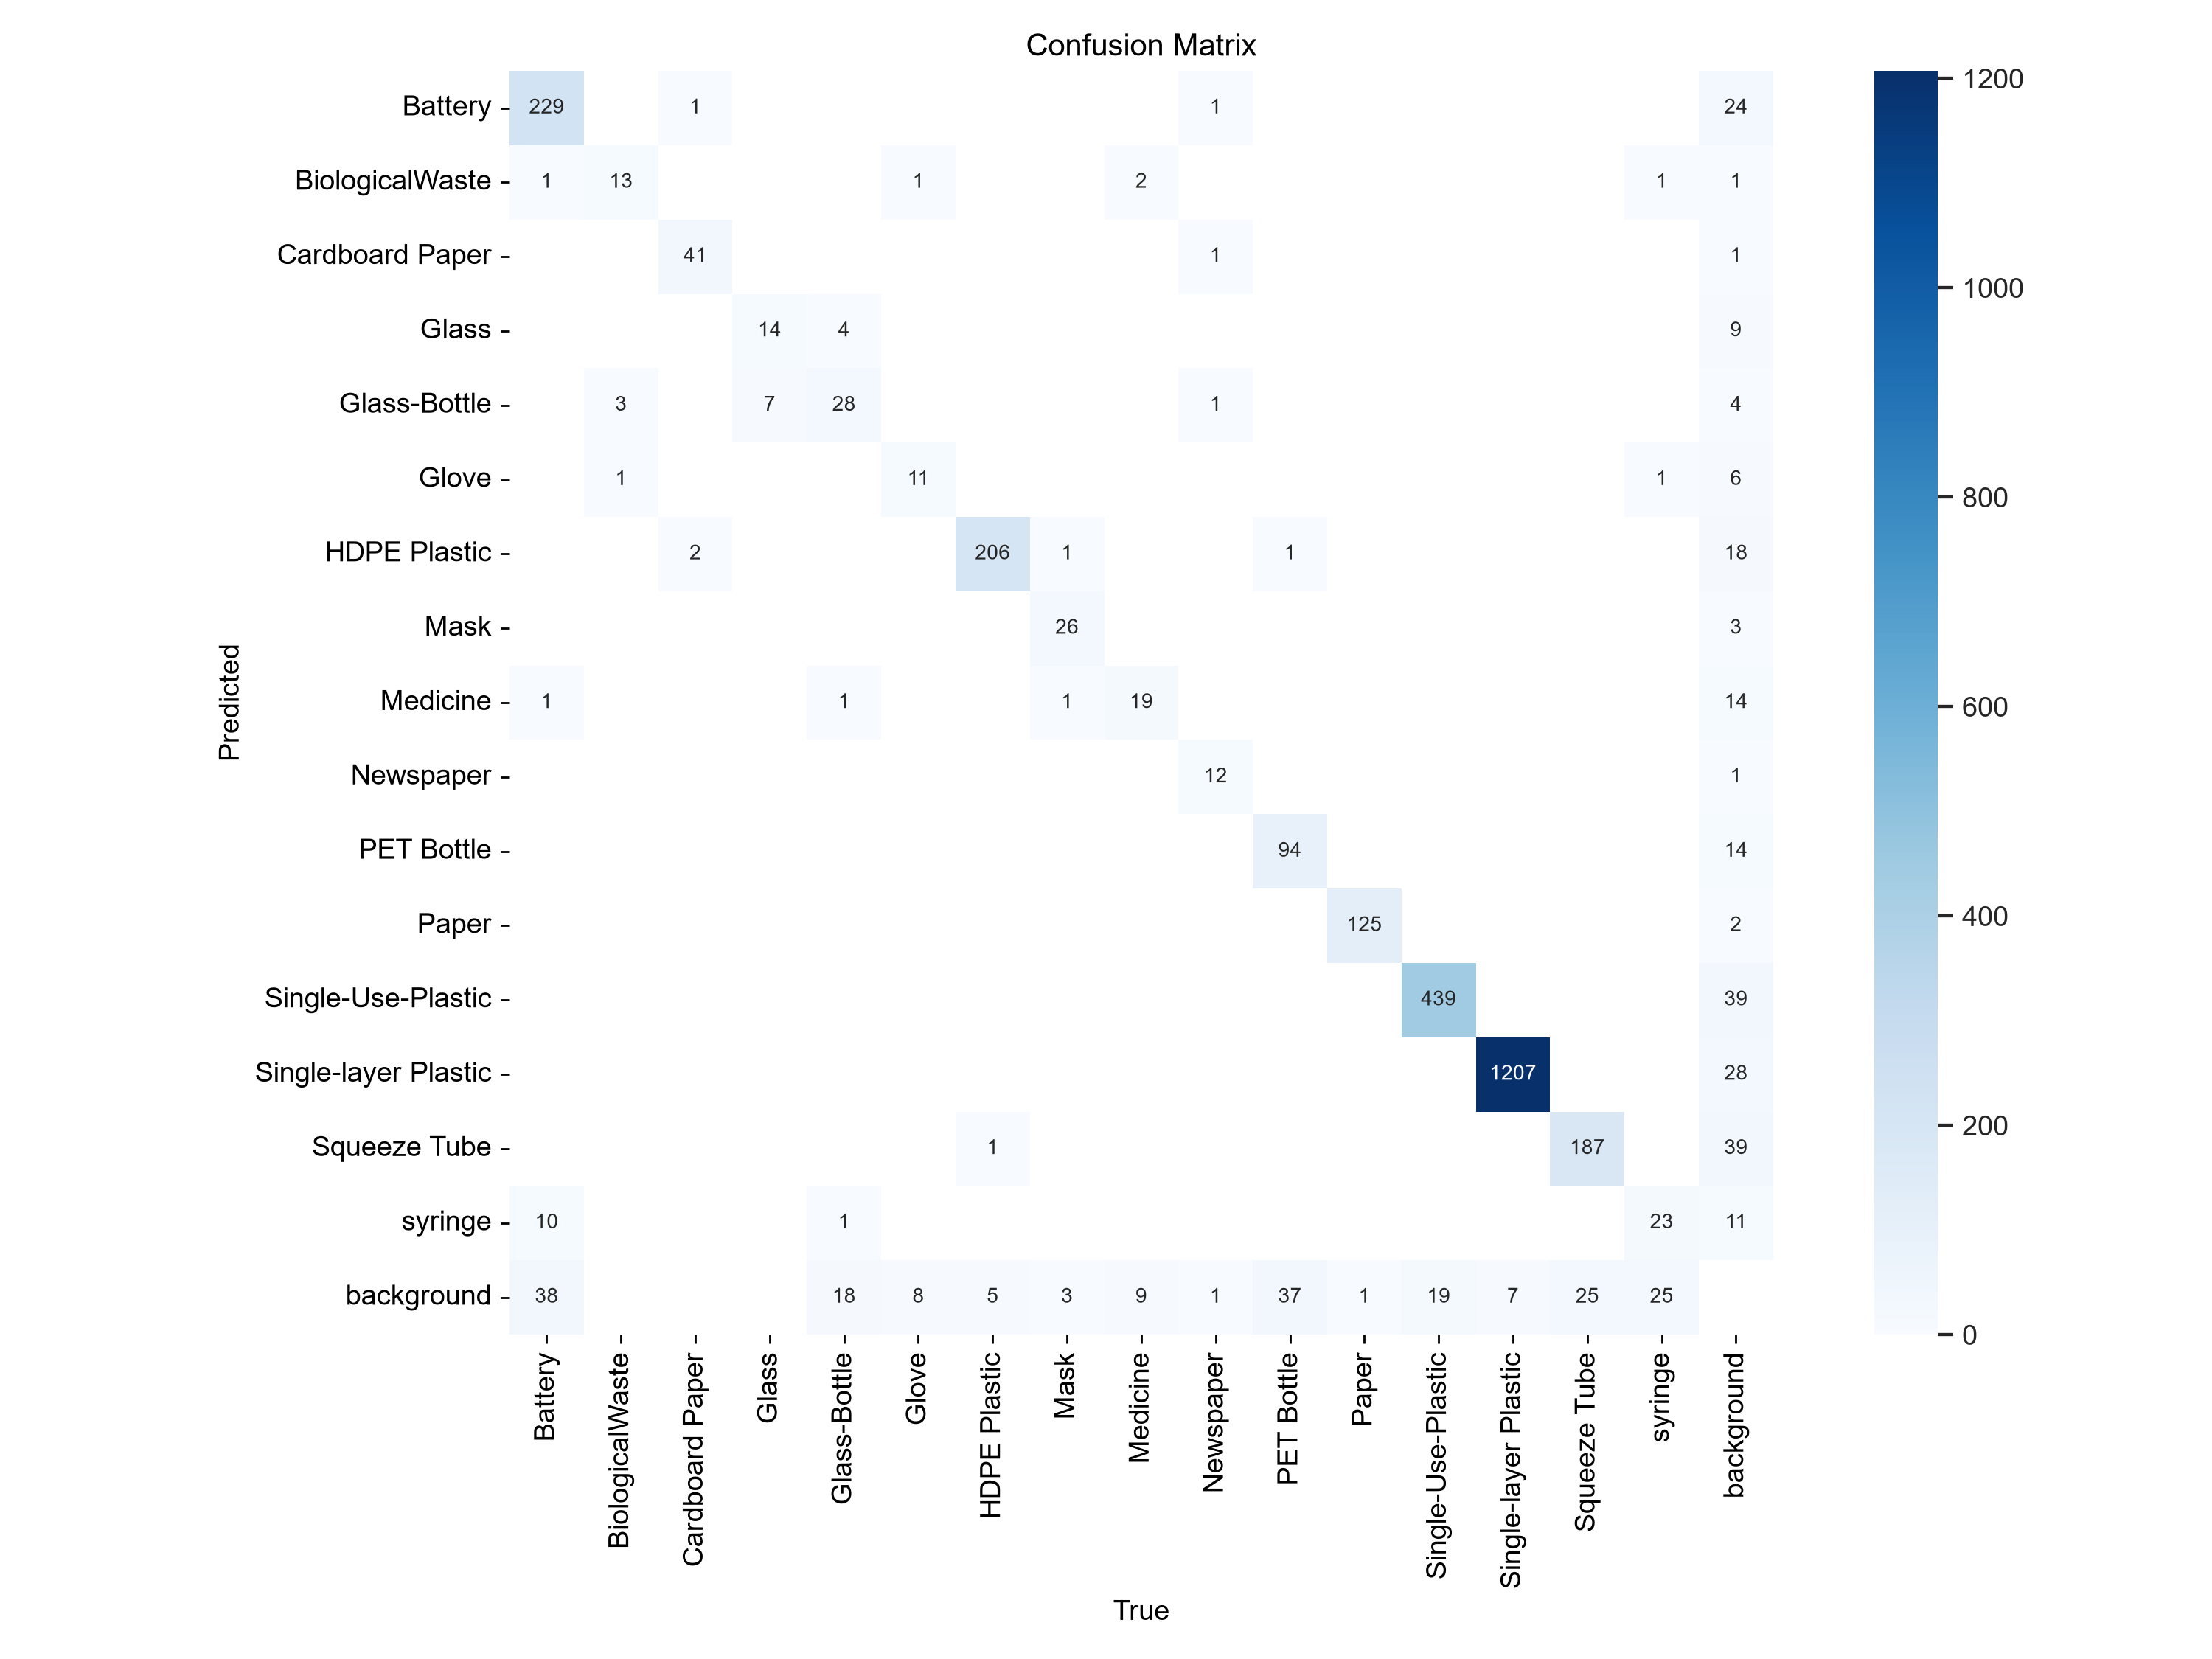 Confusion Matrix
Battery 229 1 1 24
BiologicalWaste 1 13 1 2 1 1
Cardboard Paper 41 1 1
Glass 14 4 9
Glass-Bottle 3 7 28 1 4
Glove 1 11 1 6
HDPE Plastic 2 206 1 1 18
Mask 26 3
Medicine 1 1 1 19 14
Newspaper 12 1
PET Bottle 94 14
Paper 125 2
Single-Use-Plastic 439 39
Single-layer Plastic 1207 28
Squeeze Tube 1 187 39
syringe 10 1 23 11
background 38 18 8 5 3 9 1 37 1 19 7 25 25
Predicted
Battery
BiologicalWaste
Cardboard Paper
Glass
Glass-Bottle
Glove
HDPE Plastic
Mask
Medicine
Newspaper
PET Bottle
Paper
Single-Use-Plastic
Single-layer Plastic
Squeeze Tube
syringe
background
True
1200
1000
800
600
400
200
0